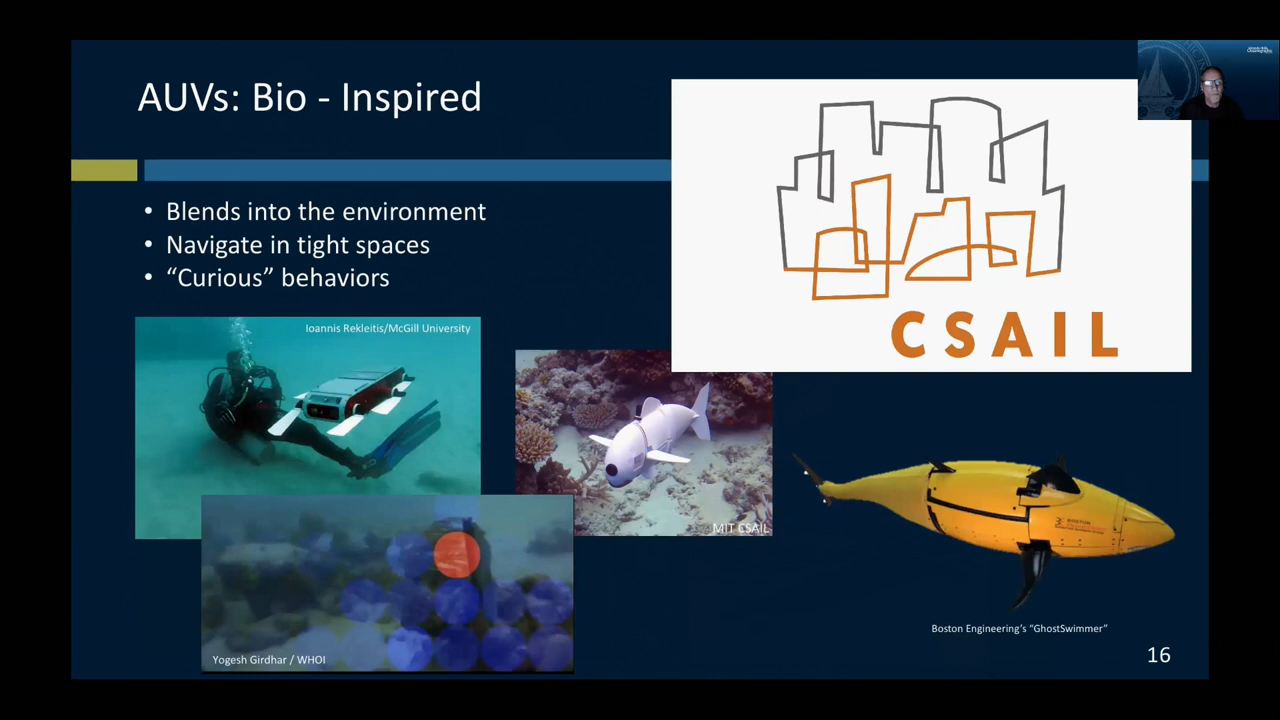 AUVs: Bio - Inspired
• Blends into the environment
• Navigate in tight spaces
• “Curious” behaviors
CSAIL
Ioannis Rekleitis/McGill University
MIT CSAIL
Yogesh Girdhar / WHOI
BOSTON
Boston Engineering’s “GhostSwimmer”
16